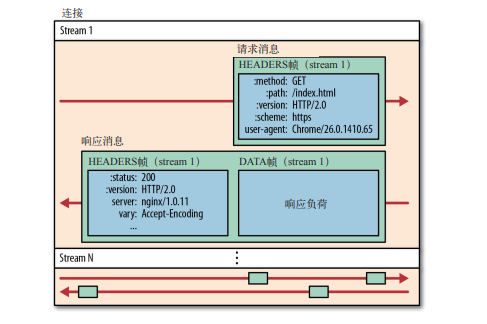 连接
Stream 1
请求消息
HEADERS帧（stream 1）
:method: GET
:path: /index.html
:version: HTTP/2.0
:scheme: https
user-agent: Chrome/26.0.1410.65
响应消息
HEADERS帧（stream 1）
:status: 200
:version: HTTP/2.0
server: nginx/1.0.11
vary: Accept-Encoding
...
DATA帧（stream 1）
响应负荷
Stream N